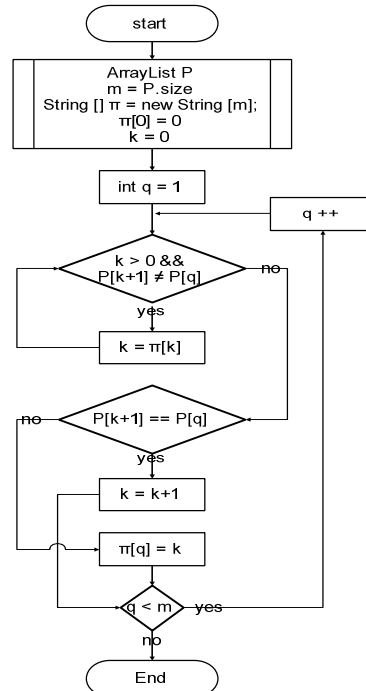 start
ArrayList P
m = P.size
String [] π = new String [m];
π[0] = 0
k = 0
int q = 1
q ++
k > 0 &&
P[k+1] ≠ P[q]
no
yes
k = π[k]
P[k+1] == P[q]
no
yes
k = k+1
π[q] = k
q < m
yes
no
End